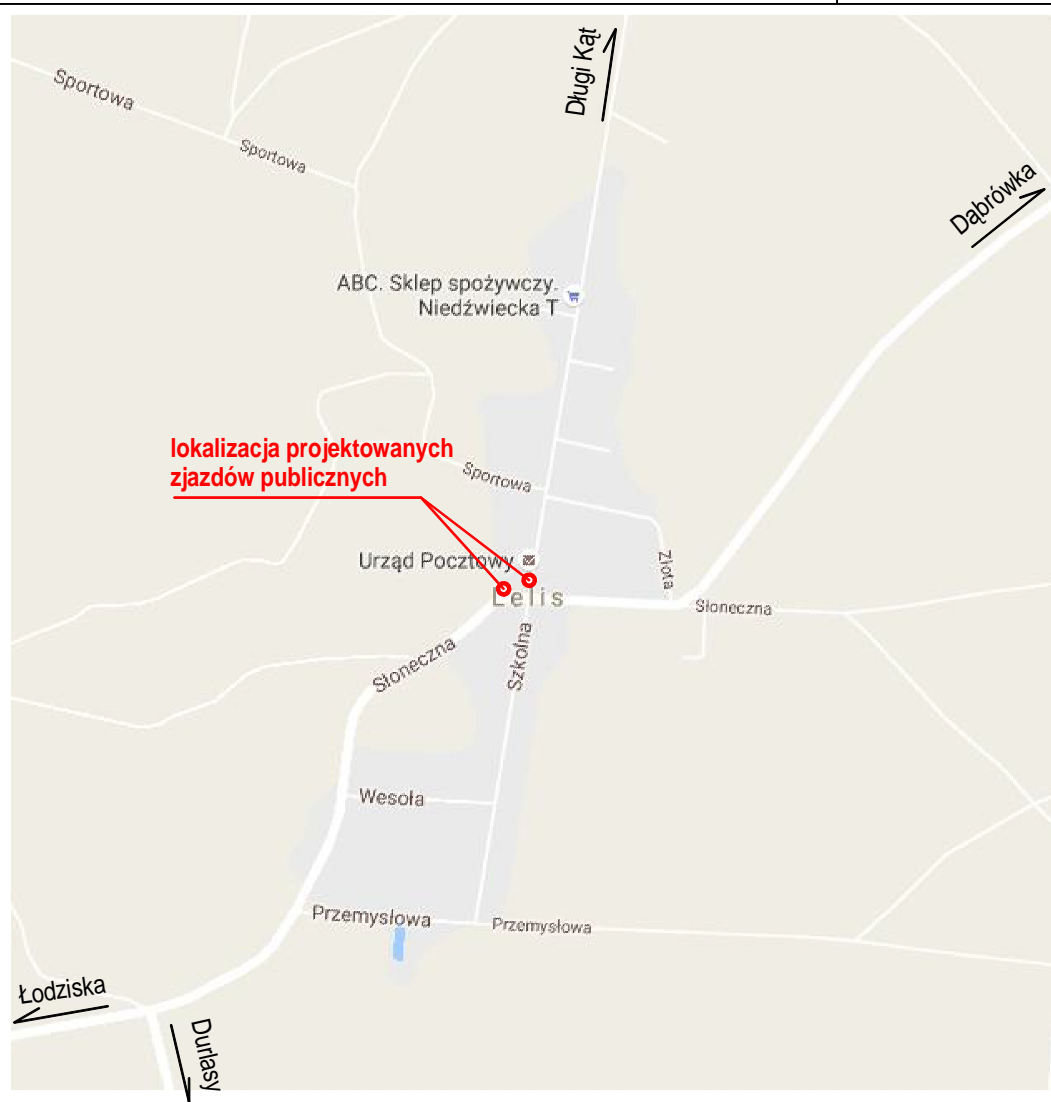 Długi Kąt
Sportowa
Sportowa
Dąbrówka
ABC. Sklep spożywczy.
Niedźwiecka T
lokalizacja projektowanych
zjazdów publicznych
Sportowa
Urząd Pocztowy
Złota
Lelis
Słoneczna
Szkolna
Słoneczna
Wesoła
Przemysłowa
Przemysłowa
Łodziska
Durlasy